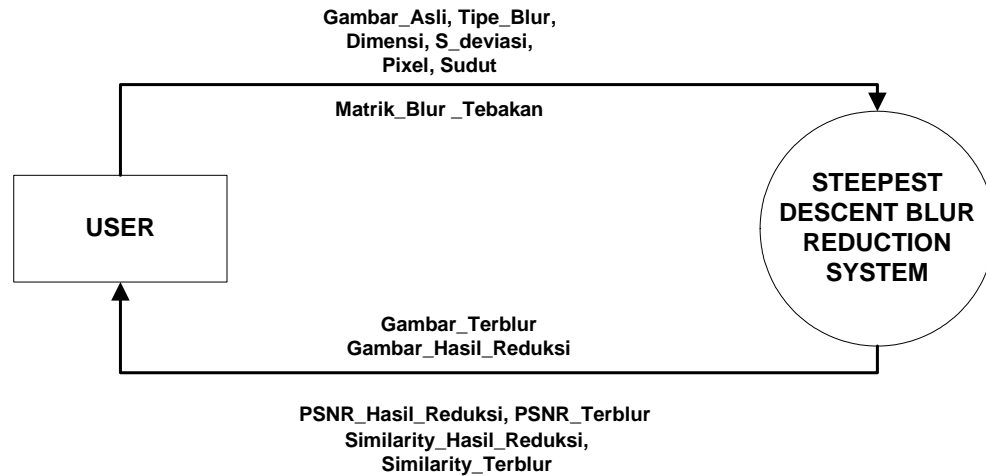 Gambar_Asli, Tipe_Blur,
Dimensi, S_deviasi,
Pixel, Sudut
Matrik_Blur _Tebakan
USER
STEEPEST
DESCENT BLUR
REDUCTION
SYSTEM
Gambar_Terblur
Gambar_Hasil_Reduksi
PSNR_Hasil_Reduksi, PSNR_Terblur
Similarity_Hasil_Reduksi,
Similarity_Terblur